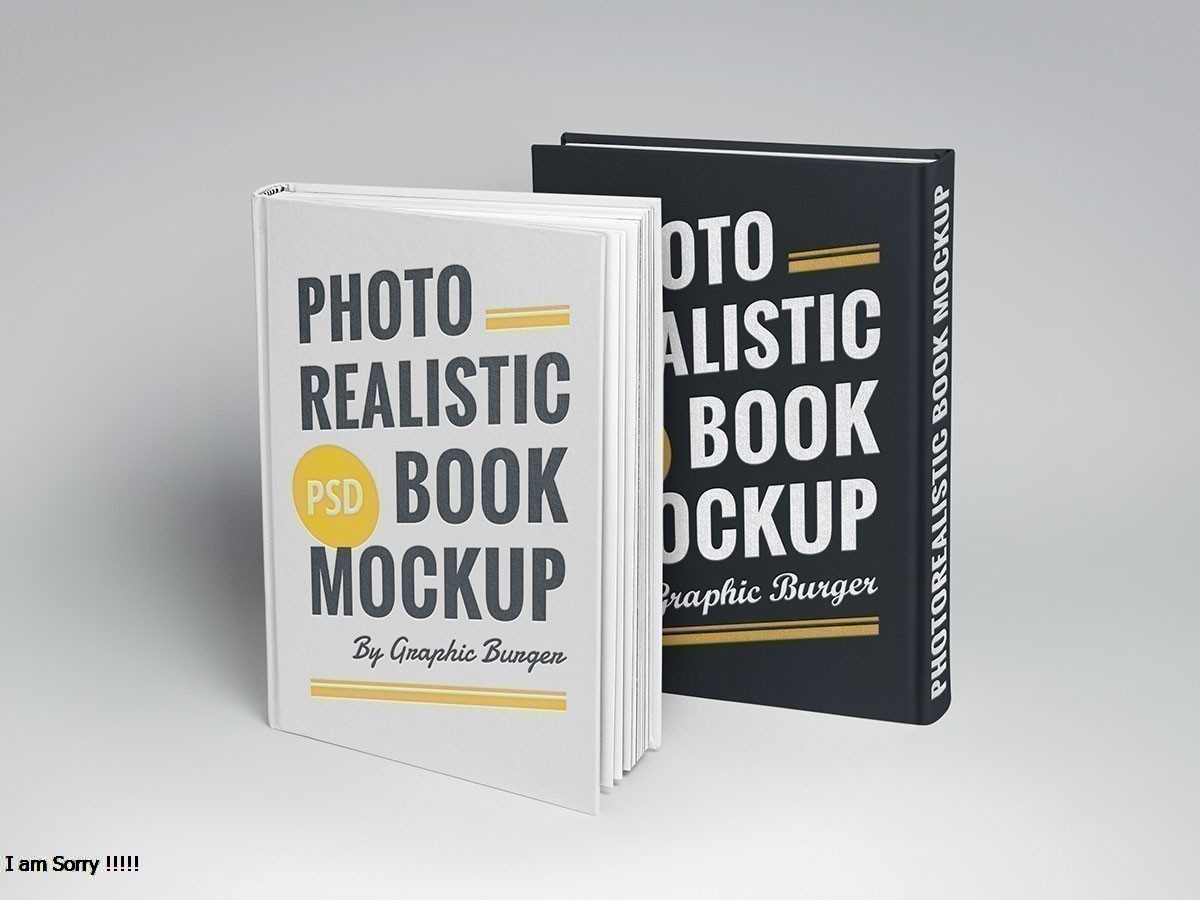 PHOTO
REALISTIC
PSD
BOOK
MOCKUP
By Graphic Burger
OTO
ALISTIC
BOOK
OCKUP
Graphic Burger
PHOTOREALISTIC BOOK MOCKUP
I am Sorry !!!!!